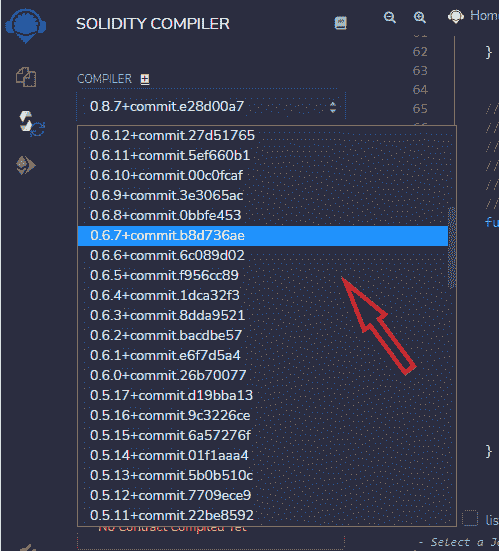 SOLIDITY COMPILER
Home
COMPILER
0.8.7+commit.e28d00a7
0.6.12+commit.27d51765
0.6.11+commit.5ef660b1
0.6.10+commit.00c0fcaf
0.6.9+commit.3e3065ac
0.6.8+commit.0bbfe453
0.6.7+commit.b8d736ae
0.6.6+commit.6c089d02
0.6.5+commit.f956cc89
0.6.4+commit.1dca32f3
0.6.3+commit.8dda9521
0.6.2+commit.bacdbe57
0.6.1+commit.e6f7d5a4
0.6.0+commit.26b70077
0.5.17+commit.d19bba13
0.5.16+commit.9c3226ce
0.5.15+commit.6a57276f
0.5.14+commit.01f1aaa4
0.5.13+commit.5b0b510c
0.5.12+commit.7709ece9
0.5.11+commit.22be8592
No Contract Compiled Yet
62 }
63
64
65 //
//
//
//
//
//
fu
}
lis
- Select a